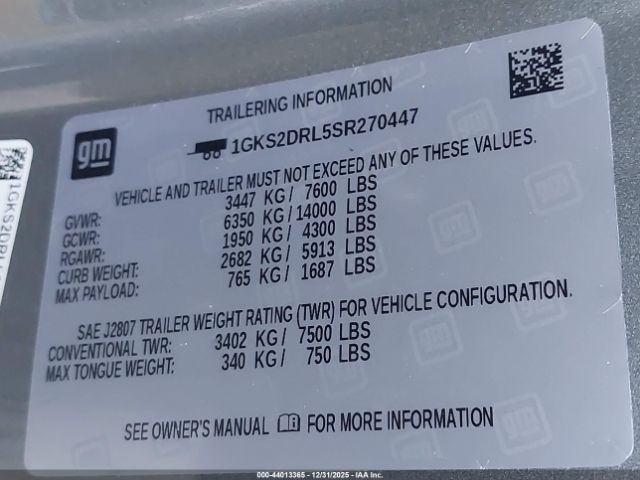 TRAILERING INFORMATION
gm
1GKS2DRL5SR270447
VEHICLE AND TRAILER MUST NOT EXCEED ANY OF THESE VALUES.
GVWR: 3447 KG / 7600 LBS
GCWR: 6350 KG / 14000 LBS
RGAWR: 1950 KG / 4300 LBS
CURB WEIGHT: 2682 KG / 5913 LBS
MAX PAYLOAD: 765 KG / 1687 LBS
SAE J2807 TRAILER WEIGHT RATING (TWR) FOR VEHICLE CONFIGURATION.
CONVENTIONAL TWR: 3402 KG / 7500 LBS
MAX TONGUE WEIGHT: 340 KG / 750 LBS
SEE OWNER'S MANUAL FOR MORE INFORMATION
000-44013365 - 12/31/2025 - IAA Inc.